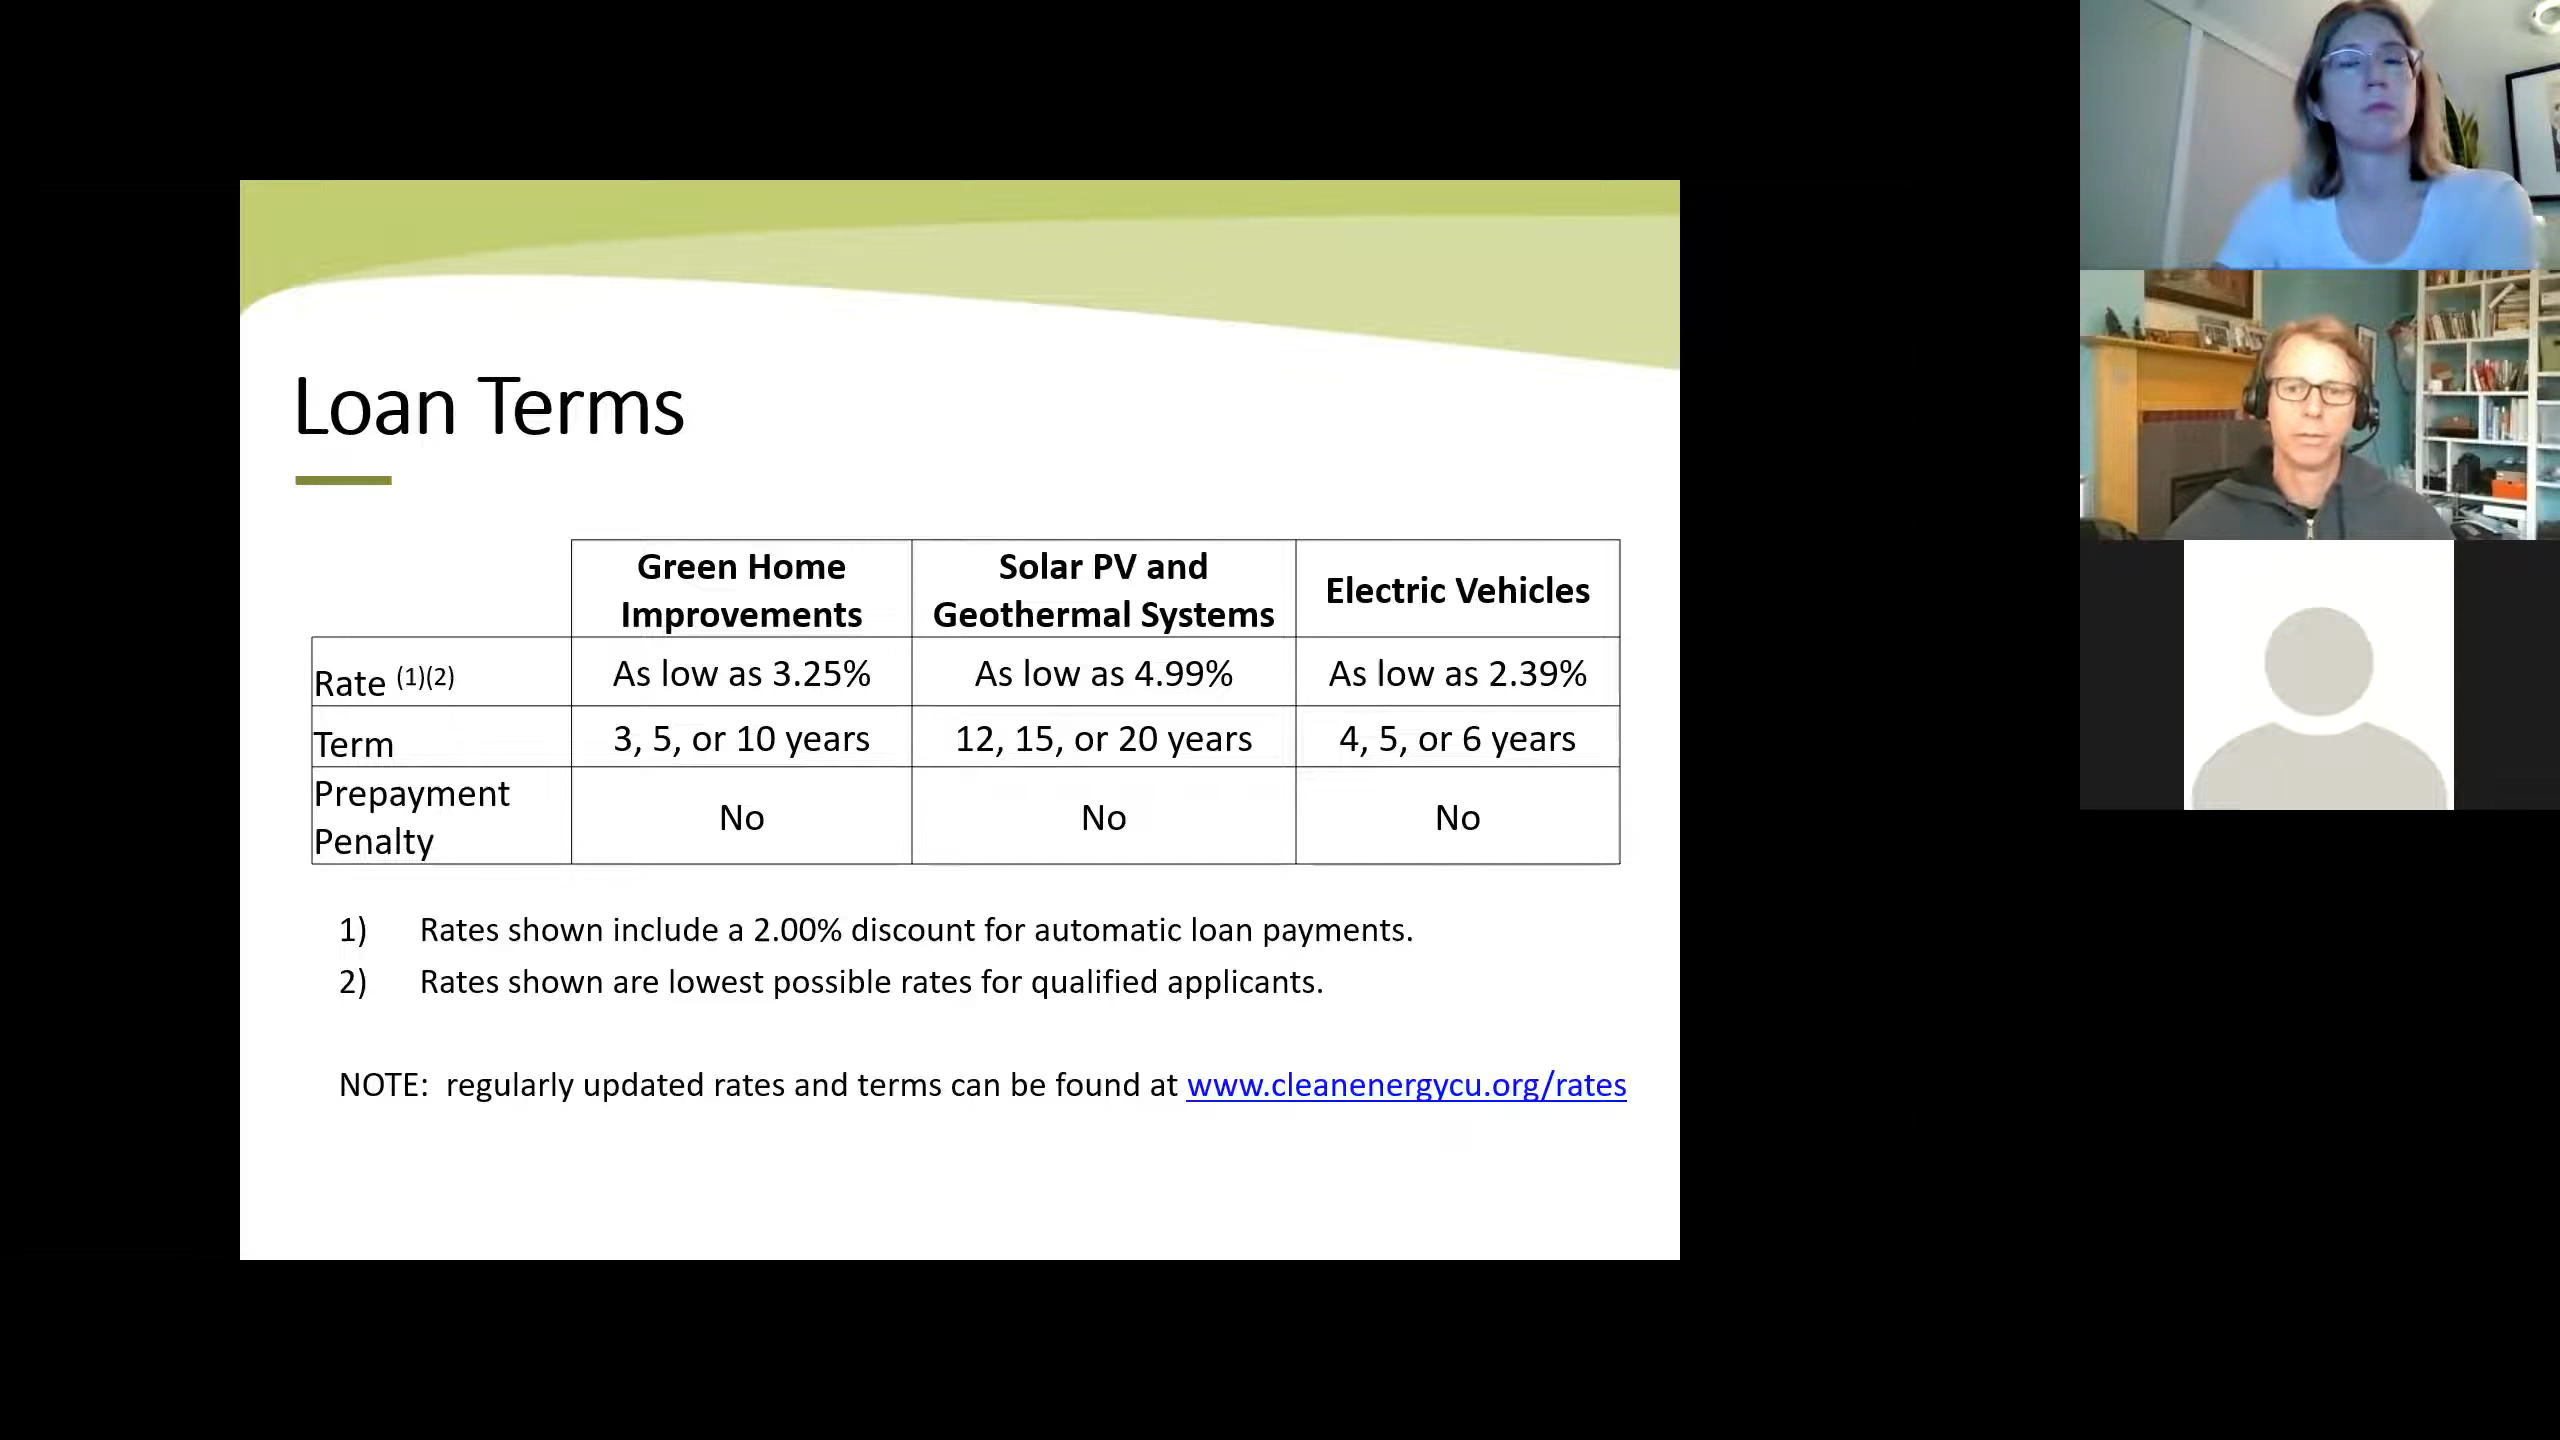 Loan Terms
Green Home
Improvements
Solar PV and
Geothermal Systems
Electric Vehicles
Rate (1)(2)
As low as 3.25%
As low as 4.99%
As low as 2.39%
Term
3, 5, or 10 years
12, 15, or 20 years
4, 5, or 6 years
Prepayment
Penalty
No
No
No
1) Rates shown include a 2.00% discount for automatic loan payments.
2) Rates shown are lowest possible rates for qualified applicants.
NOTE: regularly updated rates and terms can be found at www.cleanenergycu.org/rates